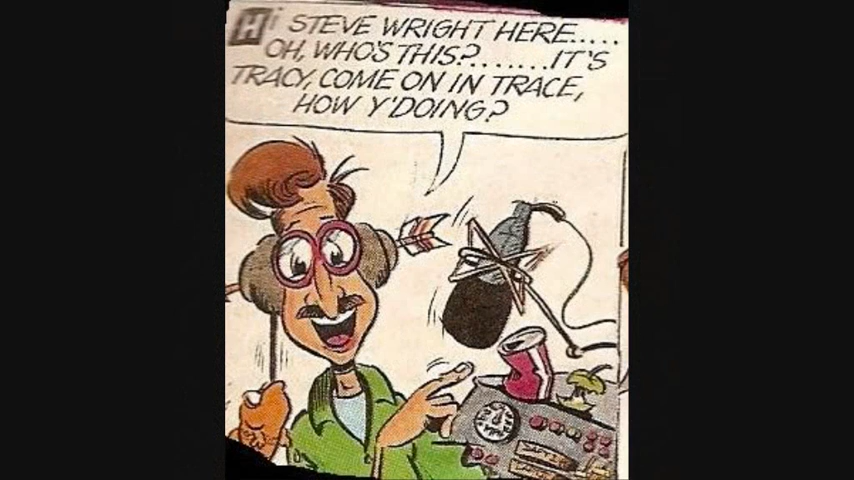 Hi STEVE WRIGHT HERE.....
OH, WHO'S THIS?.......IT'S
TRACY, COME ON IN TRACE,
HOW Y'DOING?